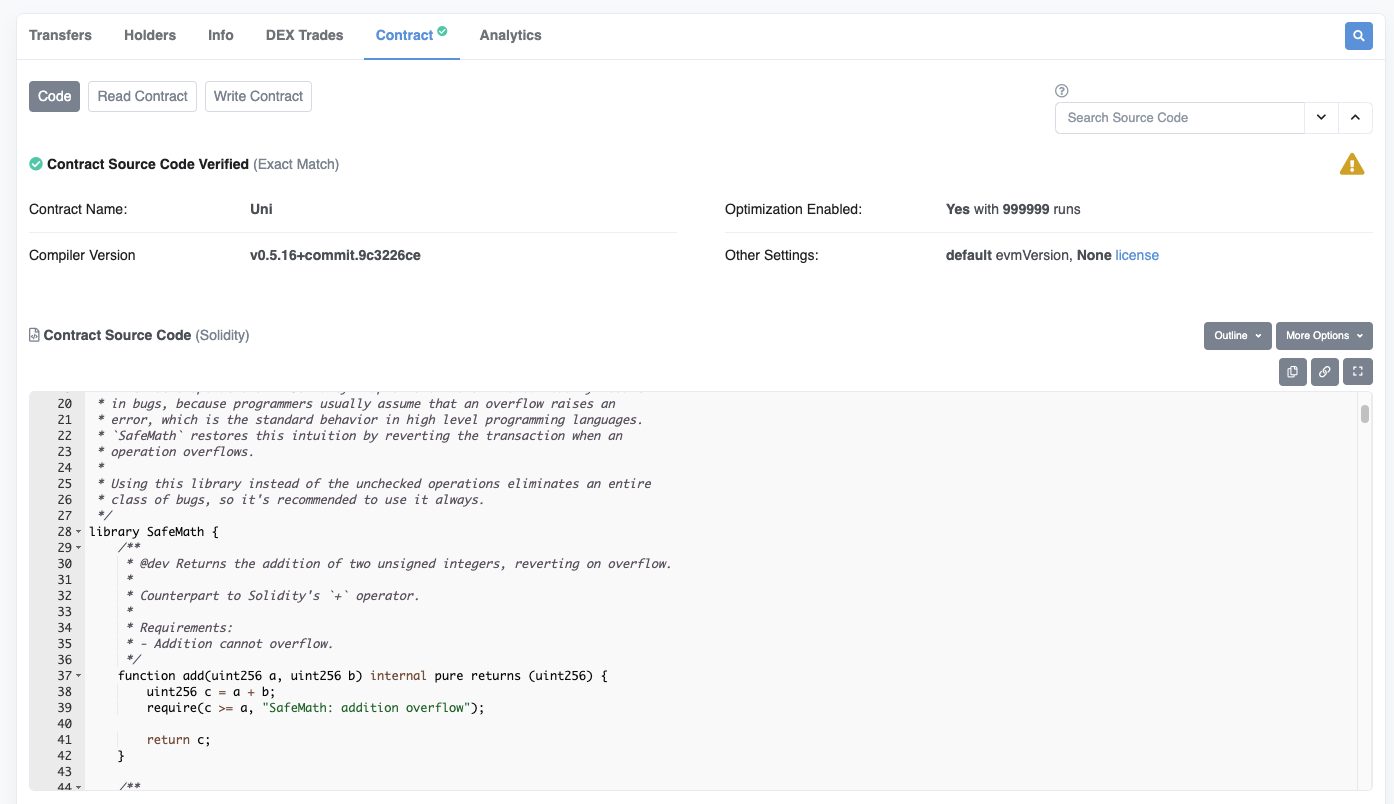 Transfers Holders Info DEX Trades Contract Analytics
Code Read Contract Write Contract
Search Source Code
Contract Source Code Verified (Exact Match)
Contract Name: Uni Optimization Enabled: Yes with 999999 runs
Compiler Version v0.5.16+commit.9c3226ce Other Settings: default evmVersion, None license
Contract Source Code (Solidity) Outline More Options
20 * in bugs, because programmers usually assume that an overflow raises an
21 * error, which is the standard behavior in high level programming languages.
22 * `SafeMath` restores this intuition by reverting the transaction when an
23 * operation overflows.
24 *
25 * Using this library instead of the unchecked operations eliminates an entire
26 * class of bugs, so it's recommended to use it always.
27 */
28 library SafeMath {
29 /**
30 * @dev Returns the addition of two unsigned integers, reverting on overflow.
31 *
32 * Counterpart to Solidity's `+` operator.
33 *
34 * Requirements:
35 * - Addition cannot overflow.
36 */
37 function add(uint256 a, uint256 b) internal pure returns (uint256) {
38 uint256 c = a + b;
39 require(c >= a, "SafeMath: addition overflow");
40
41 return c;
42 }
43
44 /**